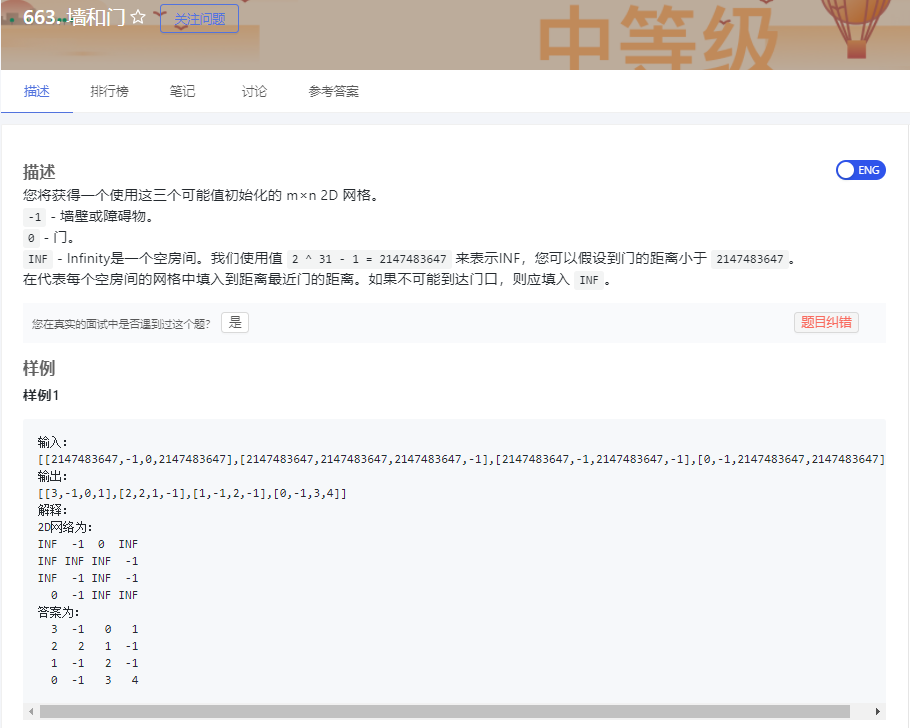 663. 墙和门 ☆ 关注问题
中等级
描述 排行榜 笔记 讨论 参考答案
描述 ENG
您将获得一个使用这三个可能值初始化的 m×n 2D 网格。
-1 - 墙壁或障碍物。
0 - 门。
INF - Infinity是一个空房间。我们使用值 2 ^ 31 - 1 = 2147483647 来表示INF，您可以假设到门的距离小于 2147483647 。
在代表每个空房间的网格中填入到距离最近门的距离。如果不可能到达门口，则应填入 INF 。
您在真实的面试中是否遇到过这个题? 是 题目纠错
样例
样例1
输入:
[[2147483647,-1,0,2147483647],[2147483647,2147483647,2147483647,-1],[2147483647,-1,2147483647,-1],[0,-1,2147483647,2147483647]
输出:
[[3,-1,0,1],[2,2,1,-1],[1,-1,2,-1],[0,-1,3,4]]
解释:
2D网络为:
INF -1 0 INF
INF INF INF -1
INF -1 INF -1
0 -1 INF INF
答案为:
3 -1 0 1
2 2 1 -1
1 -1 2 -1
0 -1 3 4